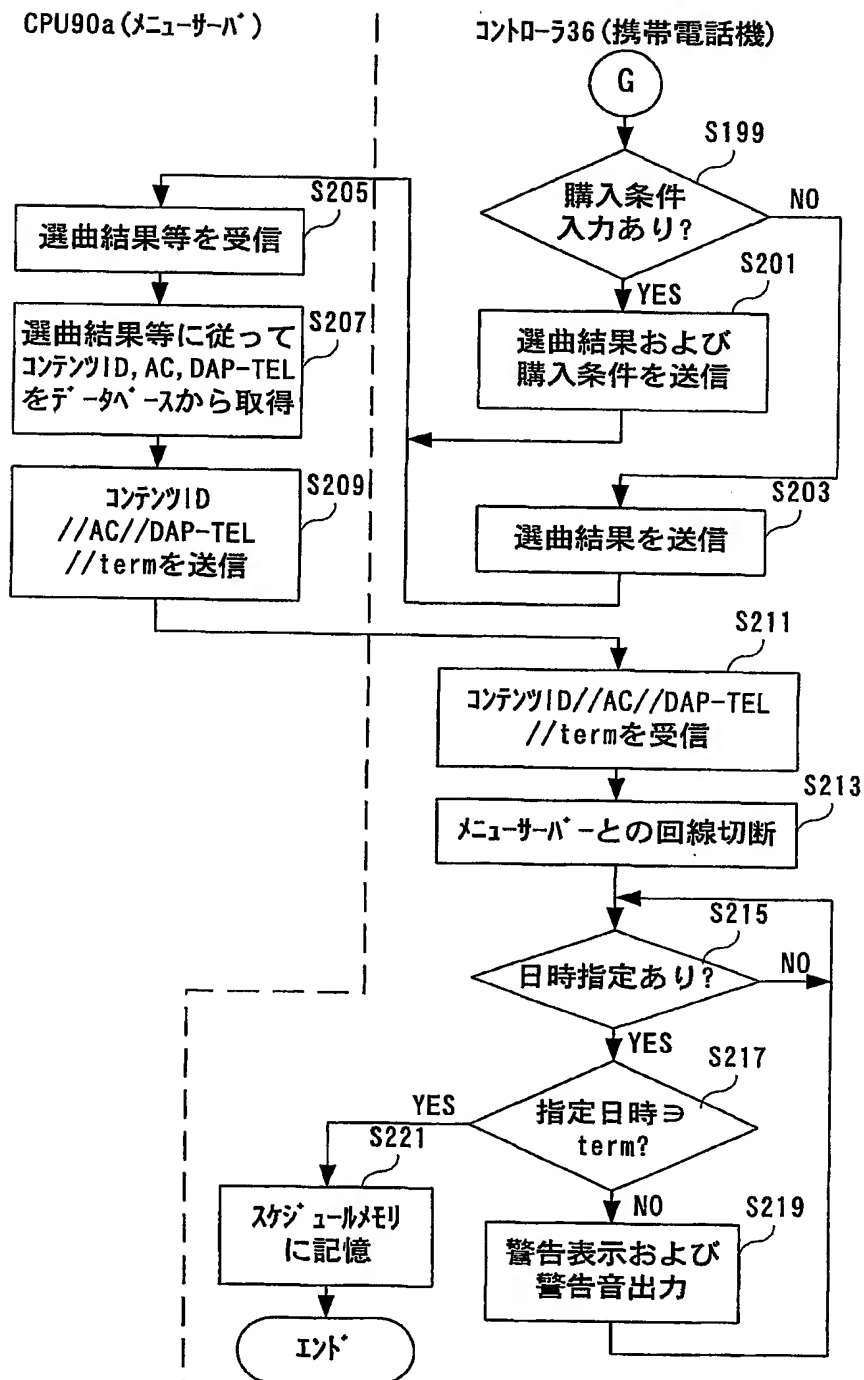 CPU90a(ﾒﾆｭｰｻｰﾊﾞ)
ｺﾝﾄﾛｰﾗ36(携帯電話機)
G
S199
購入条件
入力あり?
NO
YES
S201
選曲結果および
購入条件を送信
S203
選曲結果を送信
S205
選曲結果等を受信
S207
選曲結果等に従って
ｺﾝﾃﾝﾂID,AC,DAP-TEL
をﾃﾞｰﾀﾍﾞｰｽから取得
S209
ｺﾝﾃﾝﾂID
//AC//DAP-TEL
//termを送信
S211
ｺﾝﾃﾝﾂID//AC//DAP-TEL
//termを受信
S213
ﾒﾆｭｰｻｰﾊﾞｰとの回線切断
S215
日時指定あり?
NO
YES
S217
指定日時∋
term?
YES
NO
S219
警告表示および
警告音出力
S221
ｽｹｼﾞｭｰﾙﾒﾓﾘ
に記憶
ｴﾝﾄﾞ